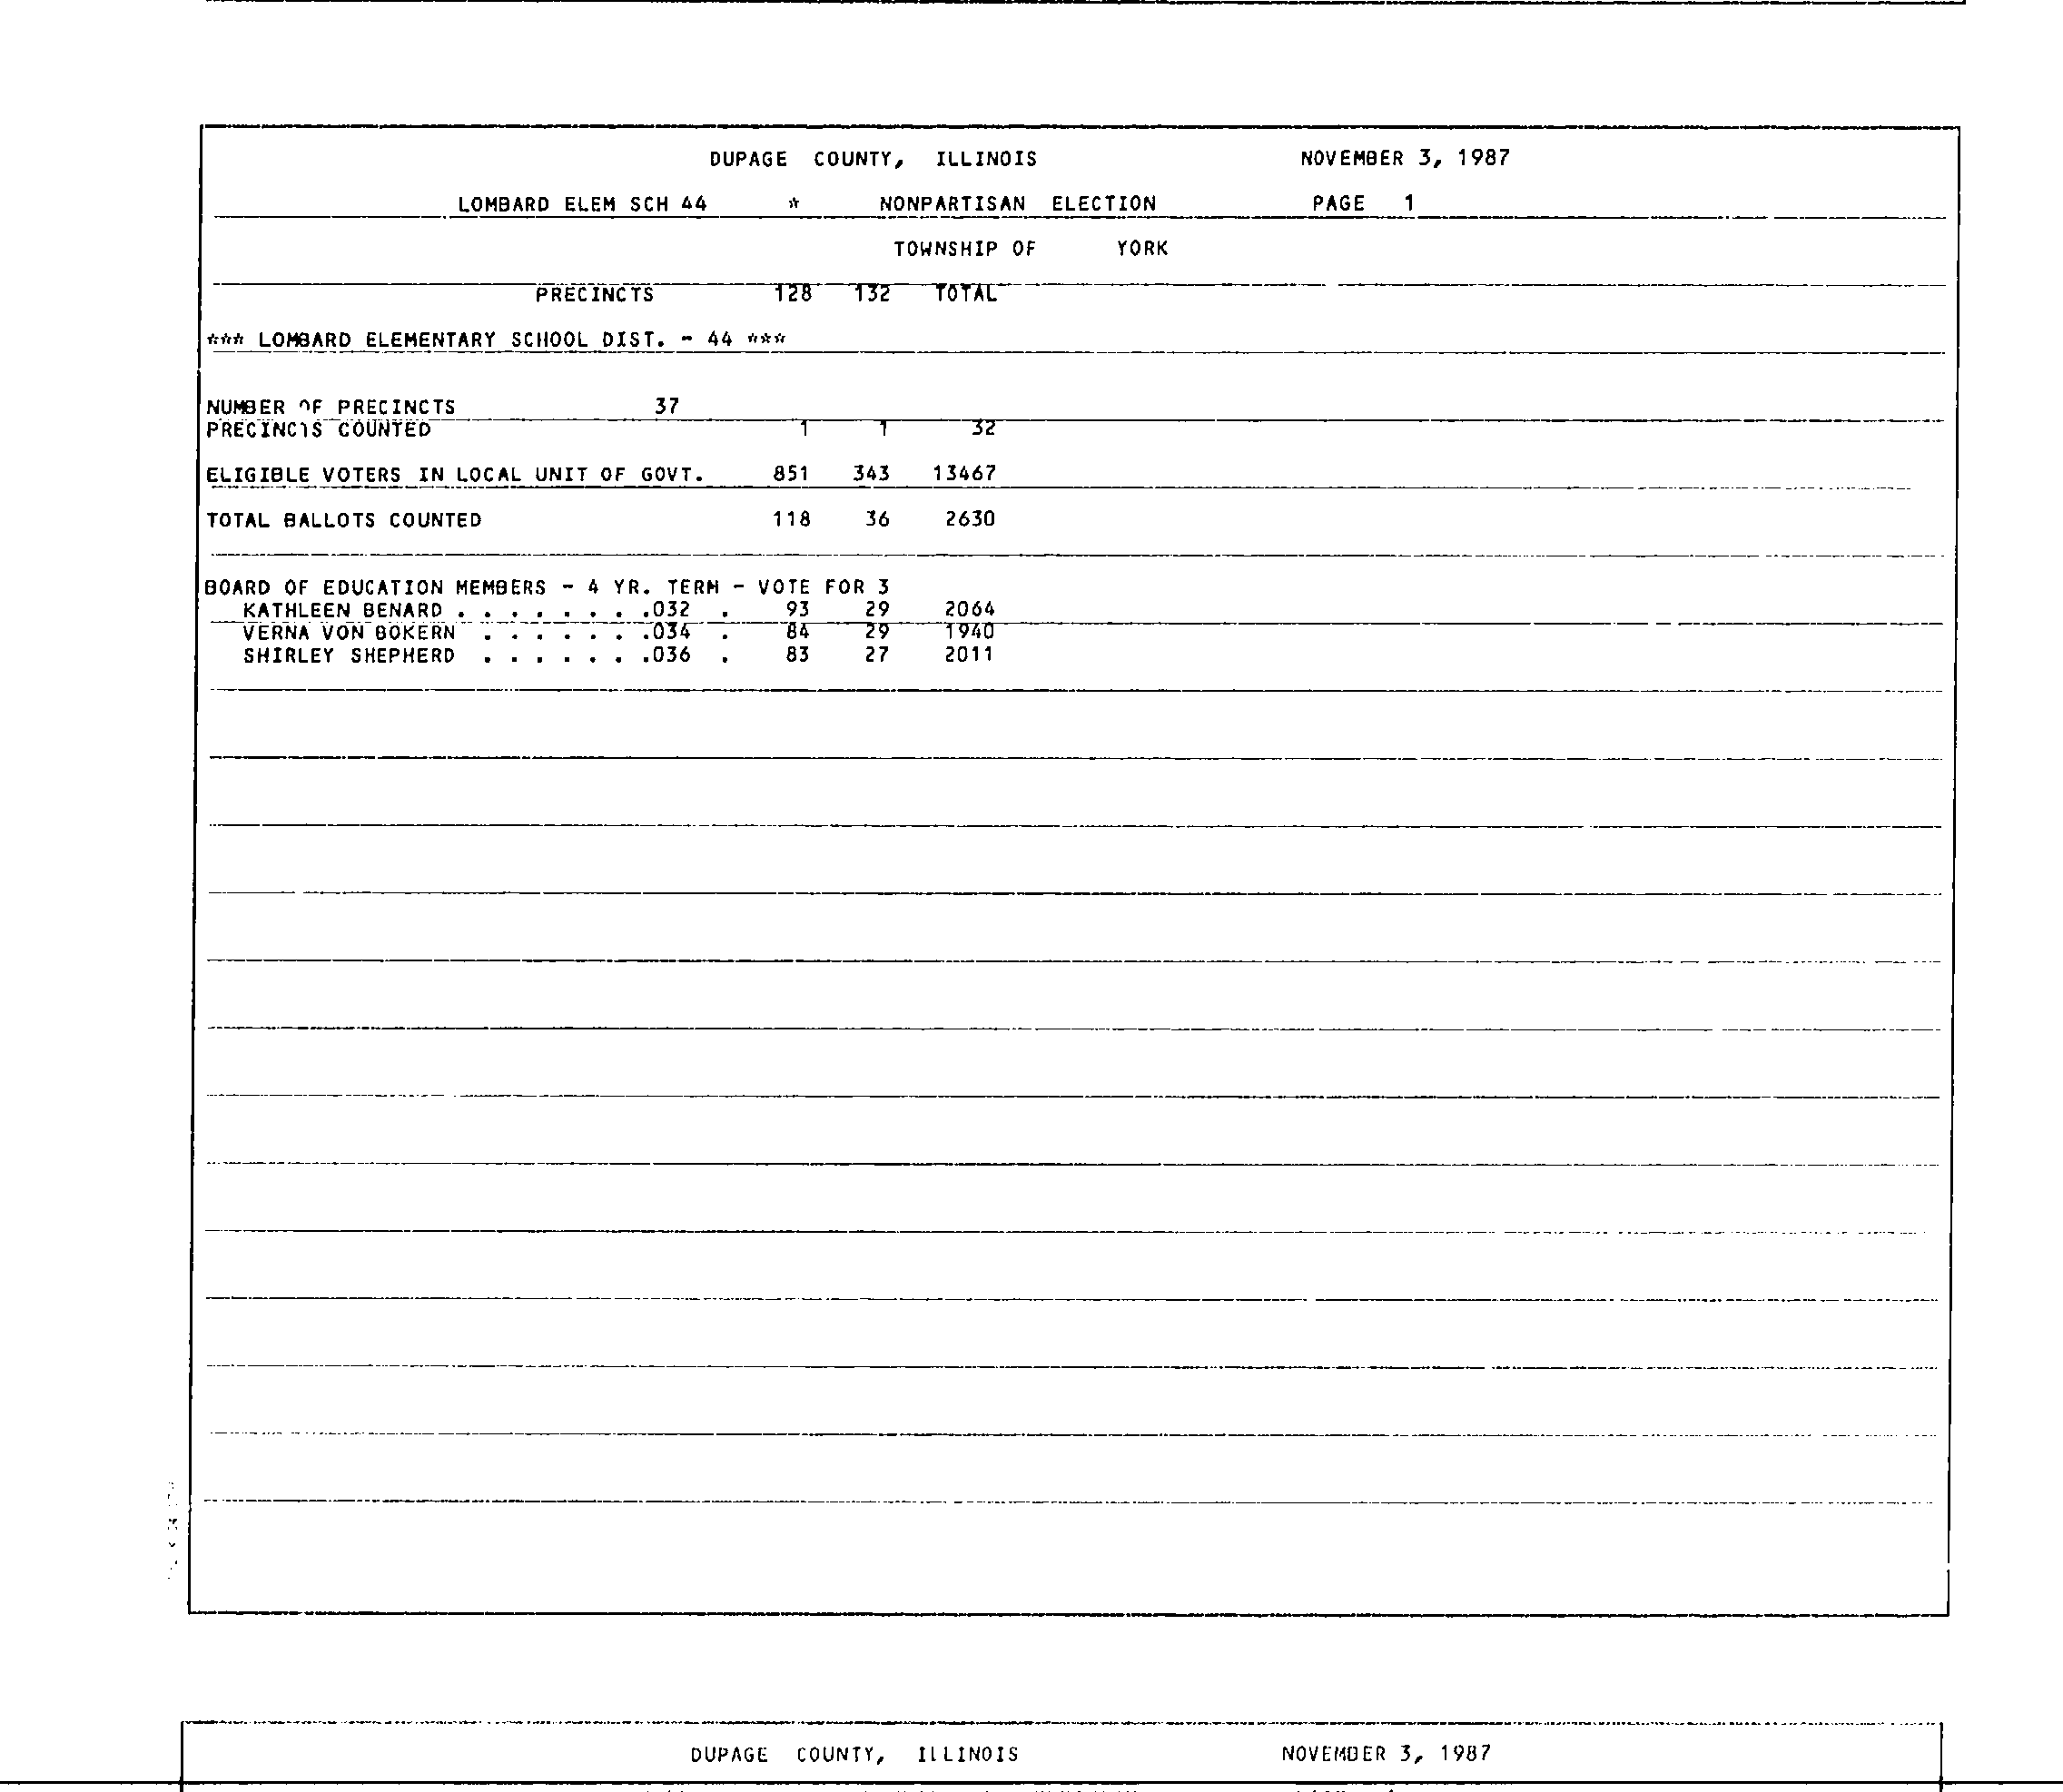 DUPAGE COUNTY, ILLINOIS NOVEMBER 3, 1987
LOMBARD ELEM SCH 44 * NONPARTISAN ELECTION PAGE 1
TOWNSHIP OF YORK
PRECINCTS 128 132 TOTAL
*** LOMBARD ELEMENTARY SCHOOL DIST. - 44 ***
NUMBER OF PRECINCTS 37
PRECINCTS COUNTED 1 1 32
ELIGIBLE VOTERS IN LOCAL UNIT OF GOVT. 851 343 13467
TOTAL BALLOTS COUNTED 118 36 2630
BOARD OF EDUCATION MEMBERS - 4 YR. TERM - VOTE FOR 3
KATHLEEN BENARD . . . . . . . .032 . 93 29 2064
VERNA VON BOKERN . . . . . . .034 . 84 29 1940
SHIRLEY SHEPHERD . . . . . . .036 . 83 27 2011
DUPAGE COUNTY, ILLINOIS NOVEMBER 3, 1987